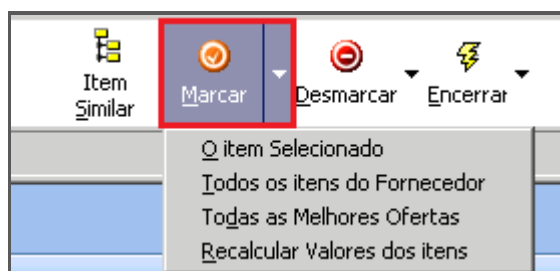 Item
Similar
Marcar
Desmarcar
Encerrar
O item Selecionado
Todos os itens do Fornecedor
Todas as Melhores Ofertas
Recalcular Valores dos itens